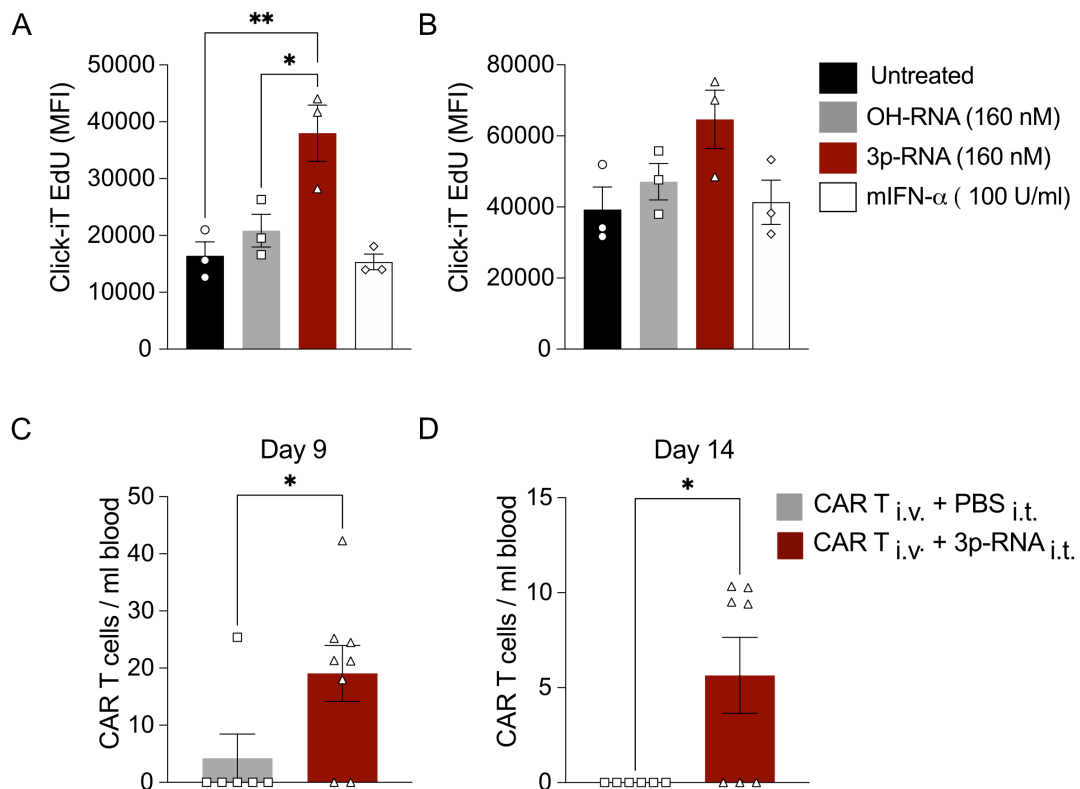 A
**
*
50000
40000
30000
20000
10000
0
Click-iT EdU (MFI)
B
80000
60000
40000
20000
0
Click-iT EdU (MFI)
Untreated
OH-RNA (160 nM)
3p-RNA (160 nM)
mIFN-α ( 100 U/ml)
C
Day 9
*
50
40
30
20
10
0
CAR T cells / ml blood
D
Day 14
*
15
10
5
0
CAR T cells / ml blood
CAR T i.v. + PBS i.t.
CAR T i.v. + 3p-RNA i.t.